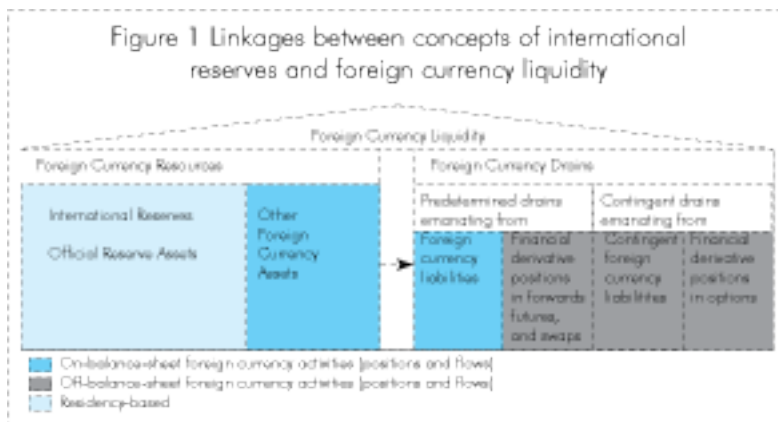 Figure 1 Linkages between concepts of international
reserves and foreign currency liquidity
Foreign Currency Liquidity
Foreign Currency Resources
Foreign Currency Drains
International Reserves
Official Reserve Assets
Other
Foreign
Currency
Assets
Predetermined drains
emanating from
Contingent drains
emanating from
Foreign
currency
liabilities
Financial
derivative
positions
in forwards
futures,
and swaps
Contingent
foreign
currency
liabilities
Financial
derivative
positions
in options
On-balance-sheet foreign currency activities (positions and flows)
Off-balance-sheet foreign currency activities (positions and flows)
Residency-based